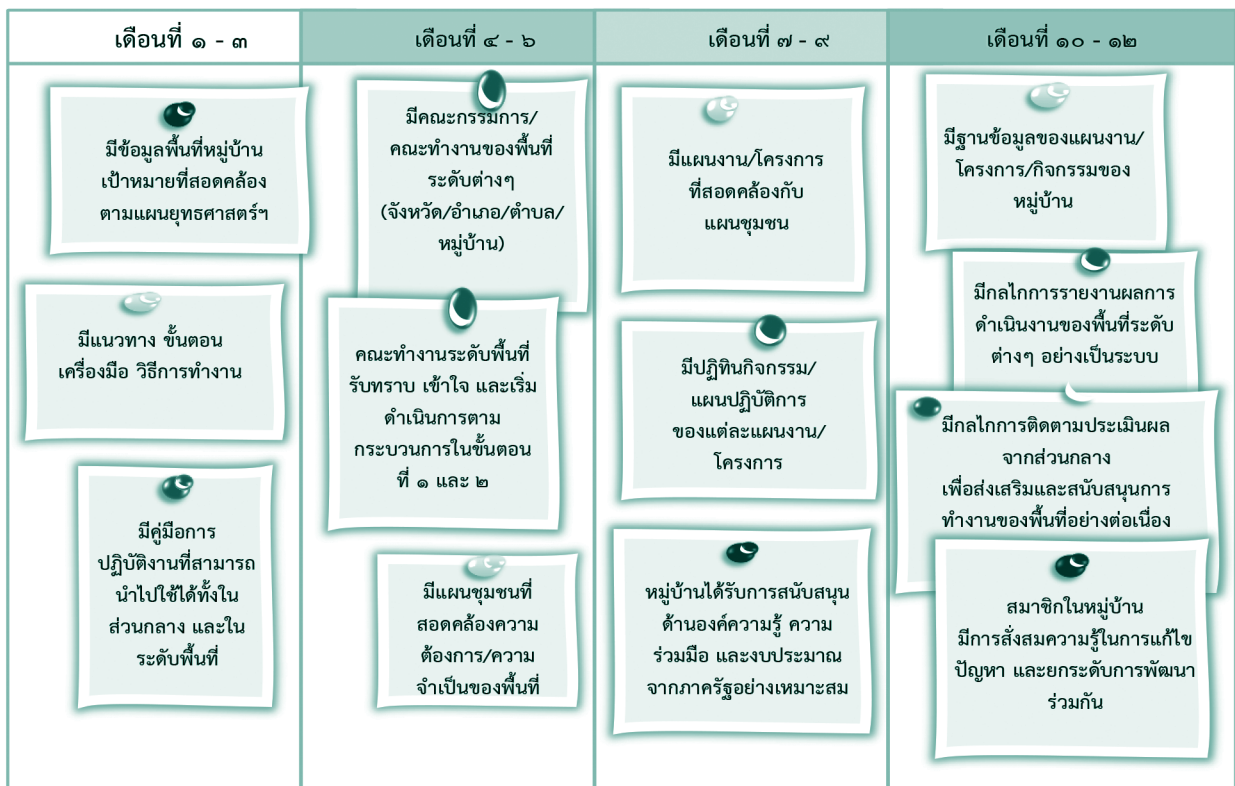 เดือนที่ ๑ - ๓
เดือนที่ ๔ - ๖
เดือนที่ ๗ - ๙
เดือนที่ ๑๐ - ๑๒
มีข้อมูลพื้นที่หมู่บ้าน
เป้าหมายที่สอดคล้อง
ตามแผนยุทธศาสตร์ฯ
มีแนวทาง ขั้นตอน
เครื่องมือ วิธีการทำงาน
มีคู่มือการ
ปฏิบัติงานที่สามารถ
นำไปใช้ได้ทั้งใน
ส่วนกลาง และใน
ระดับพื้นที่
มีคณะกรรมการ/
คณะทำงานของพื้นที่
ระดับต่างๆ
(จังหวัด/อำเภอ/ตำบล/
หมู่บ้าน)
คณะทำงานระดับพื้นที่
รับทราบ เข้าใจ และเริ่ม
ดำเนินการตาม
กระบวนการในขั้นตอน
ที่ ๑ และ ๒
มีแผนชุมชนที่
สอดคล้องความ
ต้องการ/ความ
จำเป็นของพื้นที่
มีแผนงาน/โครงการ
ที่สอดคล้องกับ
แผนชุมชน
มีปฏิทินกิจกรรม/
แผนปฏิบัติการ
ของแต่ละแผนงาน/
โครงการ
หมู่บ้านได้รับการสนับสนุน
ด้านองค์ความรู้ ความ
ร่วมมือ และงบประมาณ
จากภาครัฐอย่างเหมาะสม
มีฐานข้อมูลของแผนงาน/
โครงการ/กิจกรรมของ
หมู่บ้าน
มีกลไกการรายงานผลการ
ดำเนินงานของพื้นที่ระดับ
ต่างๆ อย่างเป็นระบบ
มีกลไกการติดตามประเมินผล
จากส่วนกลาง
เพื่อส่งเสริมและสนับสนุนการ
ทำงานของพื้นที่อย่างต่อเนื่อง
สมาชิกในหมู่บ้าน
มีการสั่งสมความรู้ในการแก้ไข
ปัญหา และยกระดับการพัฒนา
ร่วมกัน